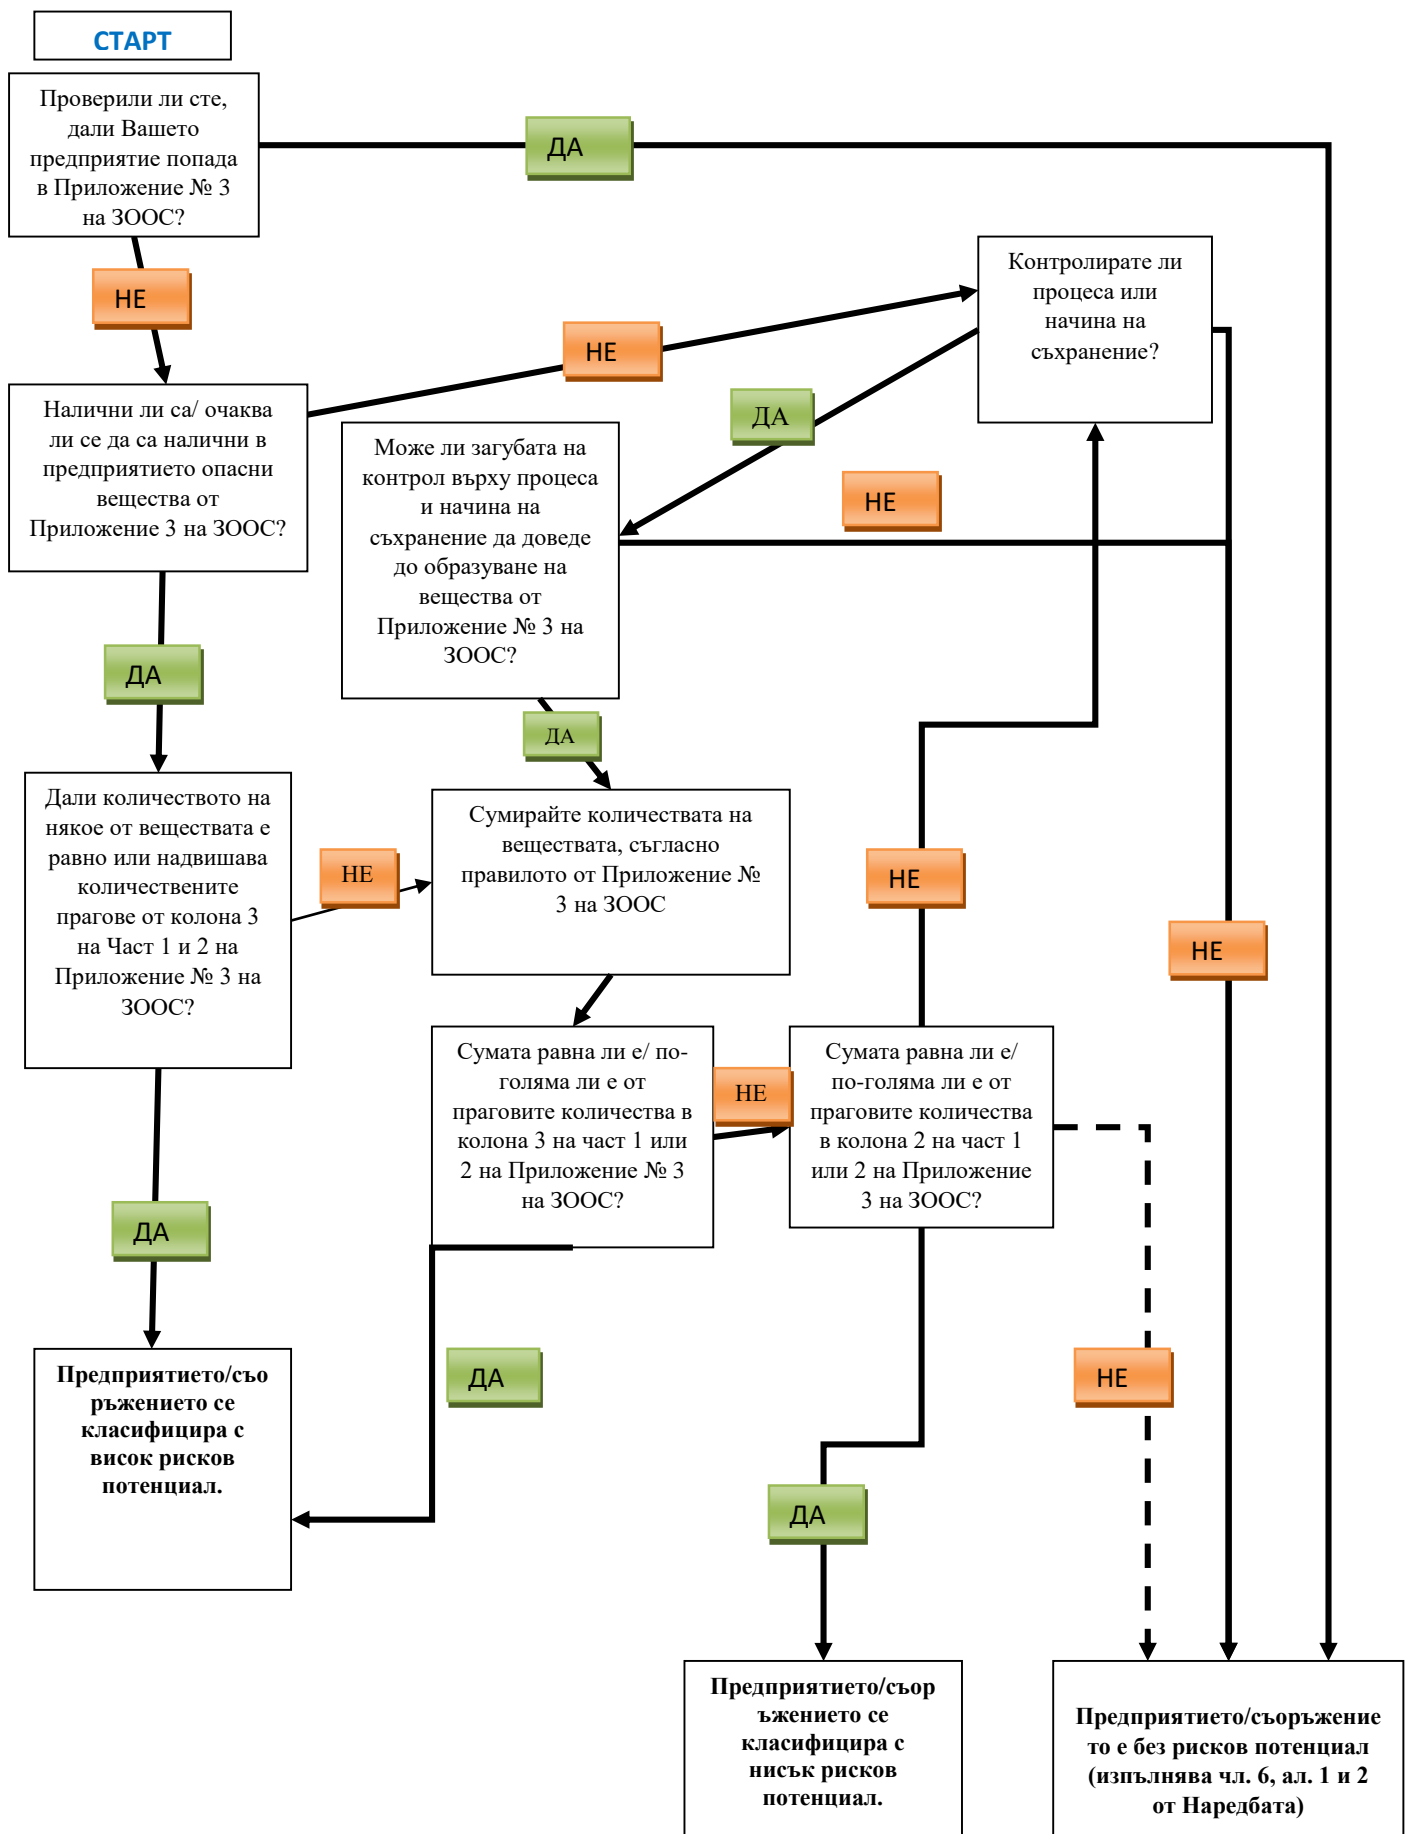 СТАРТ
Проверили ли сте,
дали Вашето
предприятие попада
в Приложение № 3
на ЗООС?
ДА
НЕ
Контролирате ли
процеса или
начина на
съхранение?
НЕ
Налични ли са/ очаква
ли се да са налични в
предприятието опасни
вещества от
Приложение 3 на ЗООС?
ДА
Може ли загубата на
контрол върху процеса
и начина на
съхранение да доведе
до образуване на
вещества от
Приложение № 3 на
ЗООС?
НЕ
ДА
ДА
Дали количеството на
някое от веществата е
равно или надвишава
количествените
прагове от колона 3
на Част 1 и 2 на
Приложение № 3 на
ЗООС?
НЕ
Сумирайте количествата на
веществата, съгласно
правилото от Приложение №
3 на ЗООС
НЕ
НЕ
Сумата равна ли е/ по-
голяма ли е от
праговите количества в
колона 3 на част 1 или
2 на Приложение № 3
на ЗООС?
НЕ
Сумата равна ли е/
по-голяма ли е от
праговите количества
в колона 2 на част 1
или 2 на Приложение
3 на ЗООС?
ДА
Предприятието/съо
ръжението се
класифицира с
висок рисков
потенциал.
ДА
НЕ
ДА
Предприятието/съор
ъжението се
класифицира с
нисък рисков
потенциал.
Предприятието/съоръжение
то е без рисков потенциал
(изпълнява чл. 6, ал. 1 и 2
от Наредбата)